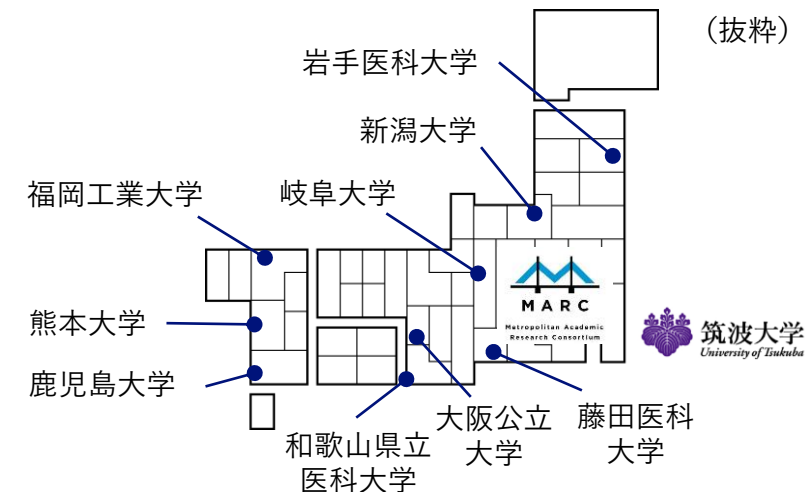 （抜粋）
岩手医科大学
新潟大学
福岡工業大学
岐阜大学
MARC
Metropolitan Academic
Research Consortium
熊本大学
筑波大学
University of Tsukuba
鹿児島大学
和歌山県立
医科大学
大阪公立
大学
藤田医科
大学